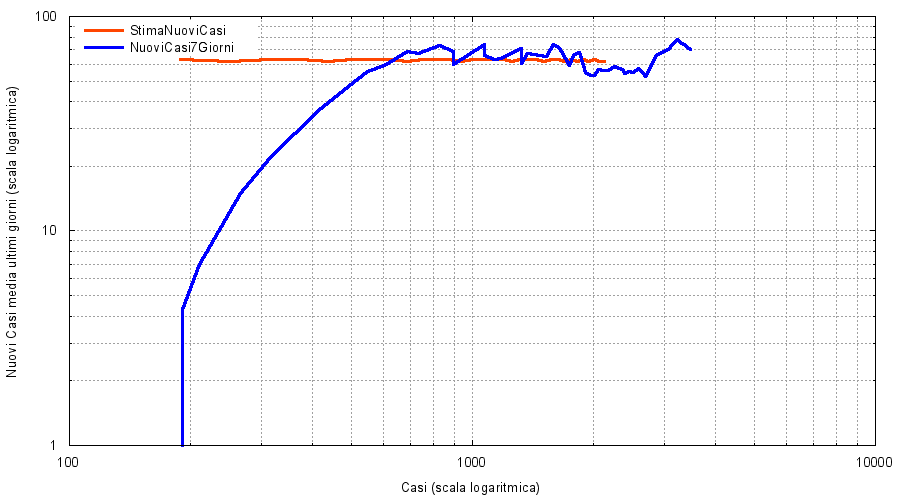 100
StimaNuoviCasi
NuoviCasi7Giorni
Nuovi Casi media ultimi giorni (scala logaritmica)
10
1
100
1000
10000
Casi (scala logaritmica)